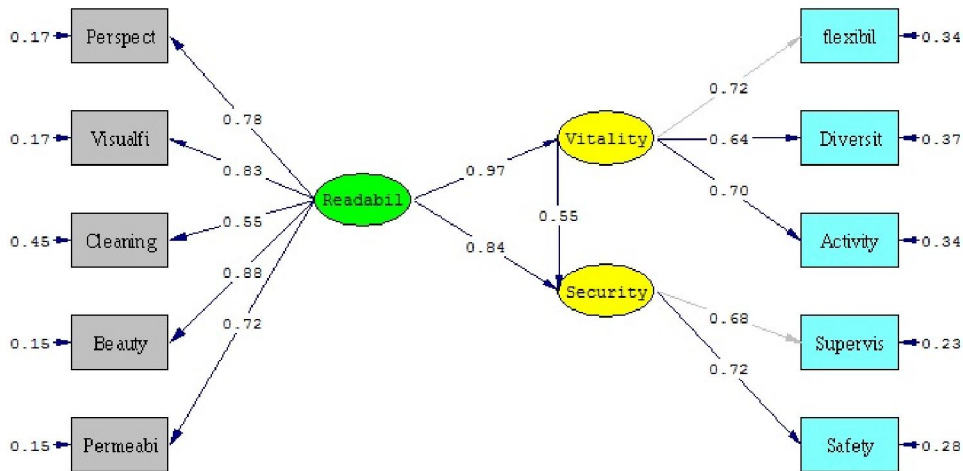 0.17 Perspect flexibil 0.34
0.72
0.78
0.17 Visualfi Vitality 0.64 Diversit 0.37
0.83 0.97
Readabil 0.70
0.55 0.55
0.45 Cleaning 0.84 Activity 0.34
0.88
Security
0.68
0.72
0.15 Beauty Supervis 0.23
0.72
0.15 Permeabi Safety 0.28